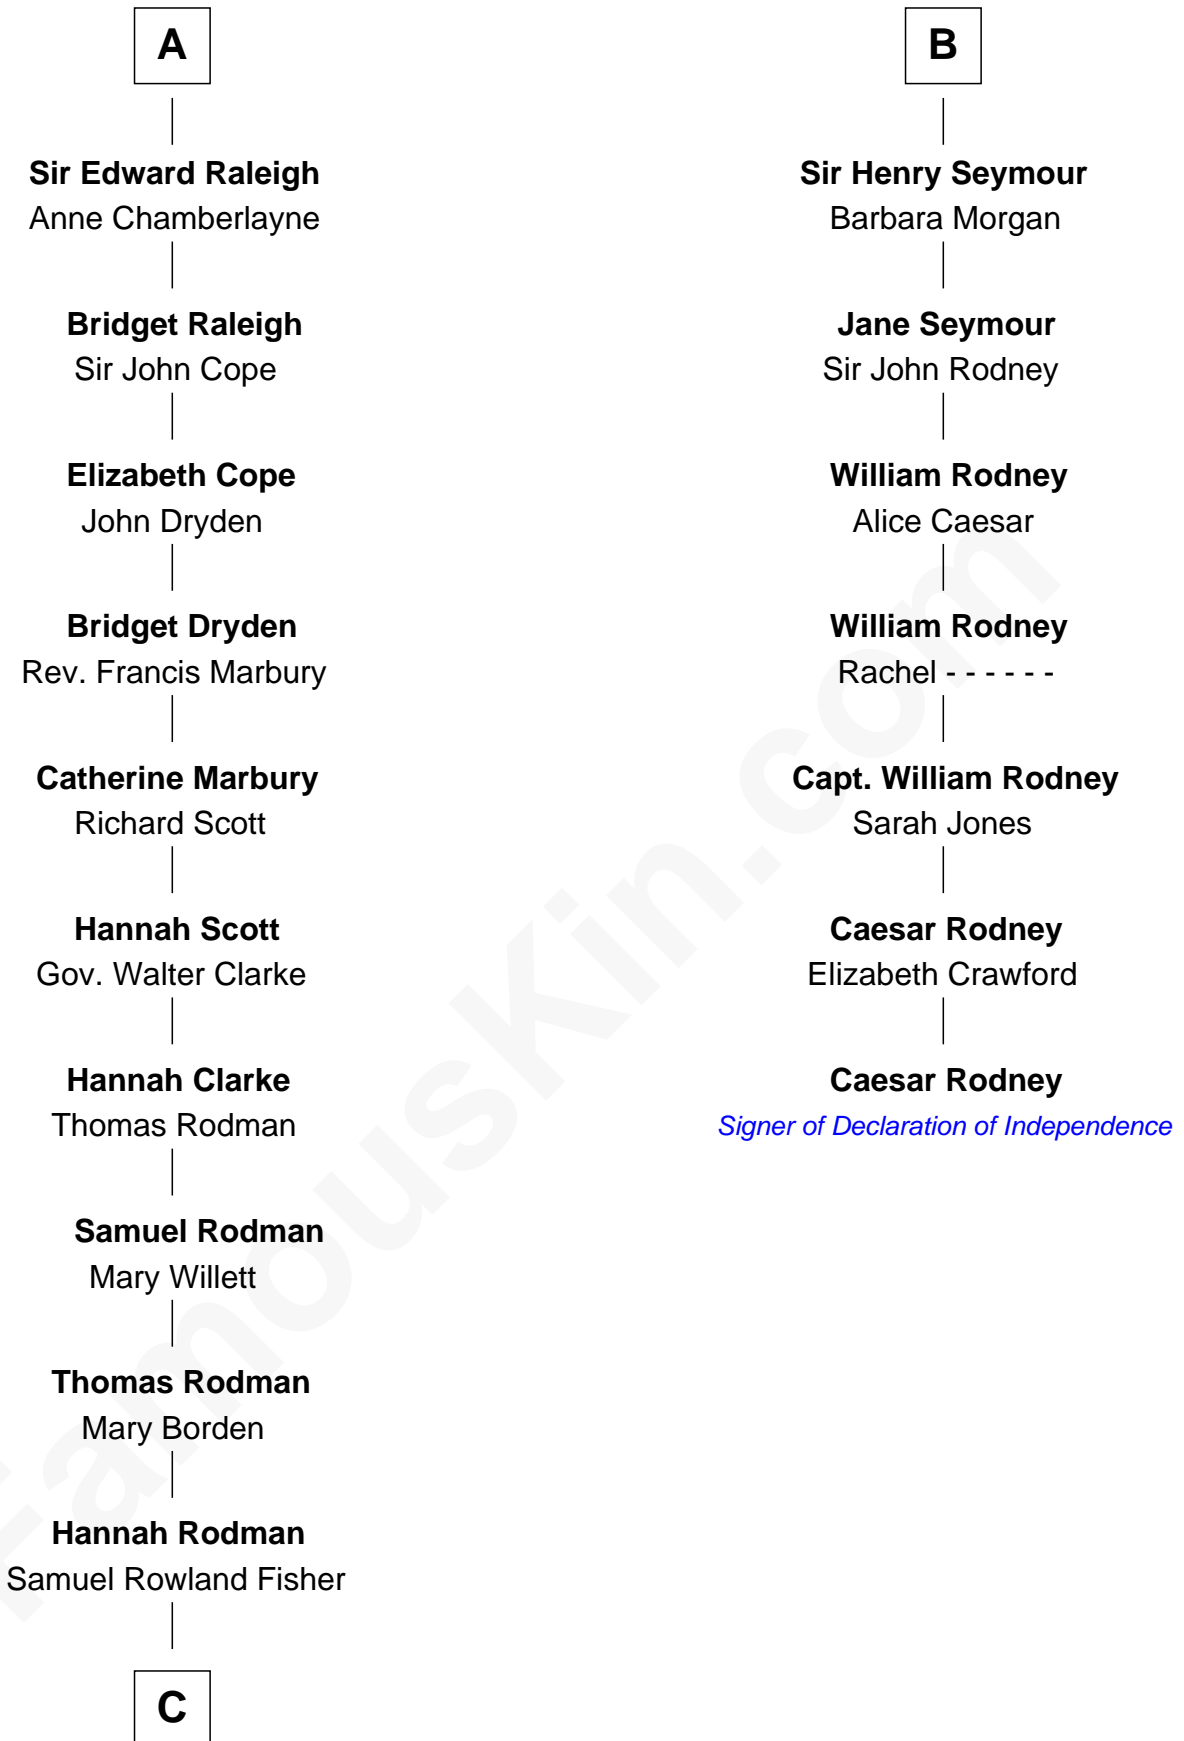 A
Sir Edward Raleigh
Anne Chamberlayne
Bridget Raleigh
Sir John Cope
Elizabeth Cope
John Dryden
Bridget Dryden
Rev. Francis Marbury
Catherine Marbury
Richard Scott
Hannah Scott
Gov. Walter Clarke
Hannah Clarke
Thomas Rodman
Samuel Rodman
Mary Willett
Thomas Rodman
Mary Borden
Hannah Rodman
Samuel Rowland Fisher
C
B
Sir Henry Seymour
Barbara Morgan
Jane Seymour
Sir John Rodney
William Rodney
Alice Caesar
William Rodney
Rachel - - - - - -
Capt. William Rodney
Sarah Jones
Caesar Rodney
Elizabeth Crawford
Caesar Rodney
Signer of Declaration of Independence
FamousKin.com